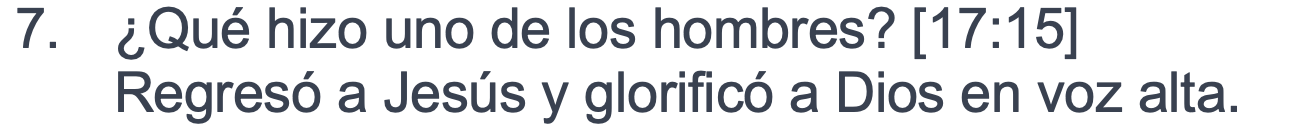 7. ¿Qué hizo uno de los hombres? [17:15]
Regresó a Jesús y glorificó a Dios en voz alta.